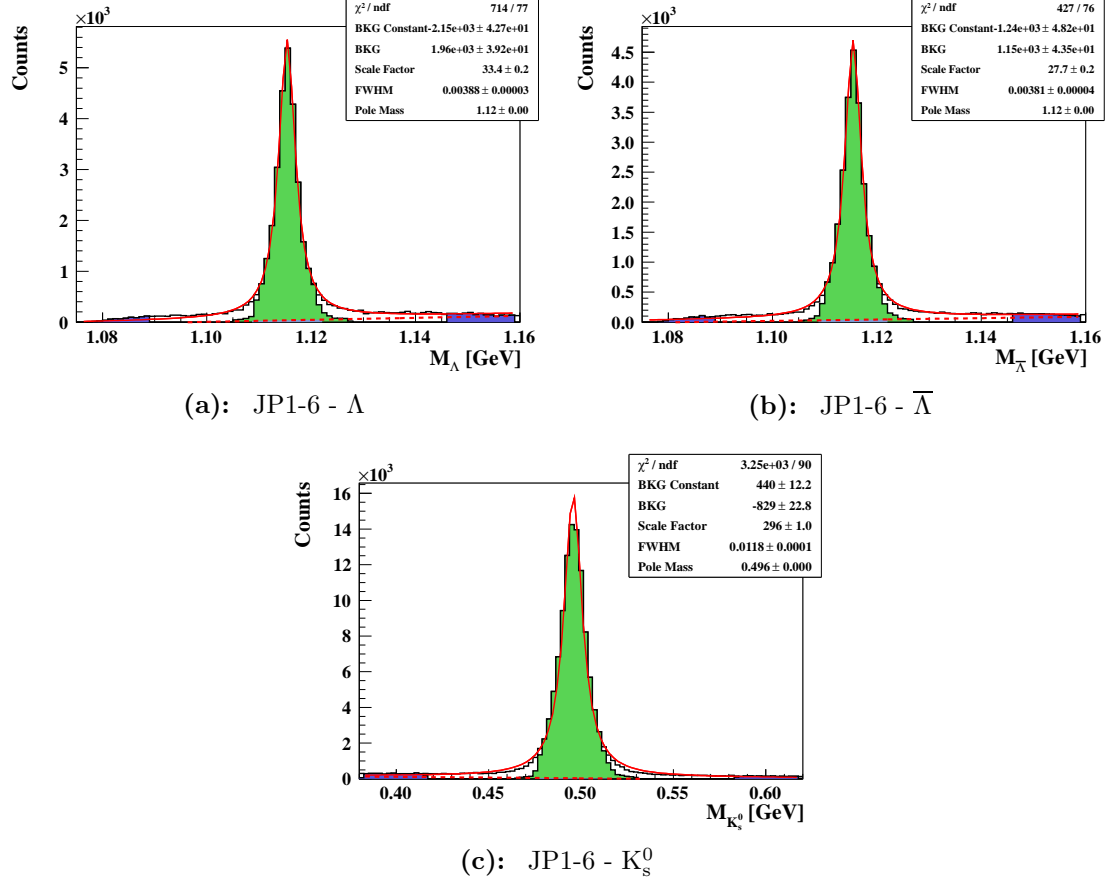 ×10³
Counts
5
4
3
2
1
0
1.08 1.10 1.12 1.14 1.16
M_Λ [GeV]
χ² / ndf 714 / 77
BKG Constant -2.15e+03 ± 4.27e+01
BKG 1.96e+03 ± 3.92e+01
Scale Factor 33.4 ± 0.2
FWHM 0.00388 ± 0.00003
Pole Mass 1.12 ± 0.00
(a): JP1-6 - Λ
×10³
Counts
4.5
4.0
3.5
3.0
2.5
2.0
1.5
1.0
0.5
0.0
1.08 1.10 1.12 1.14 1.16
M_Λ̅ [GeV]
χ² / ndf 427 / 76
BKG Constant -1.24e+03 ± 4.82e+01
BKG 1.15e+03 ± 4.35e+01
Scale Factor 27.7 ± 0.2
FWHM 0.00381 ± 0.00004
Pole Mass 1.12 ± 0.00
(b): JP1-6 - Λ̅
×10³
Counts
16
14
12
10
8
6
4
2
0
0.40 0.45 0.50 0.55 0.60
M_K⁰ₛ [GeV]
χ² / ndf 3.25e+03 / 90
BKG Constant 440 ± 12.2
BKG -829 ± 22.8
Scale Factor 296 ± 1.0
FWHM 0.0118 ± 0.0001
Pole Mass 0.496 ± 0.000
(c): JP1-6 - K⁰ₛ